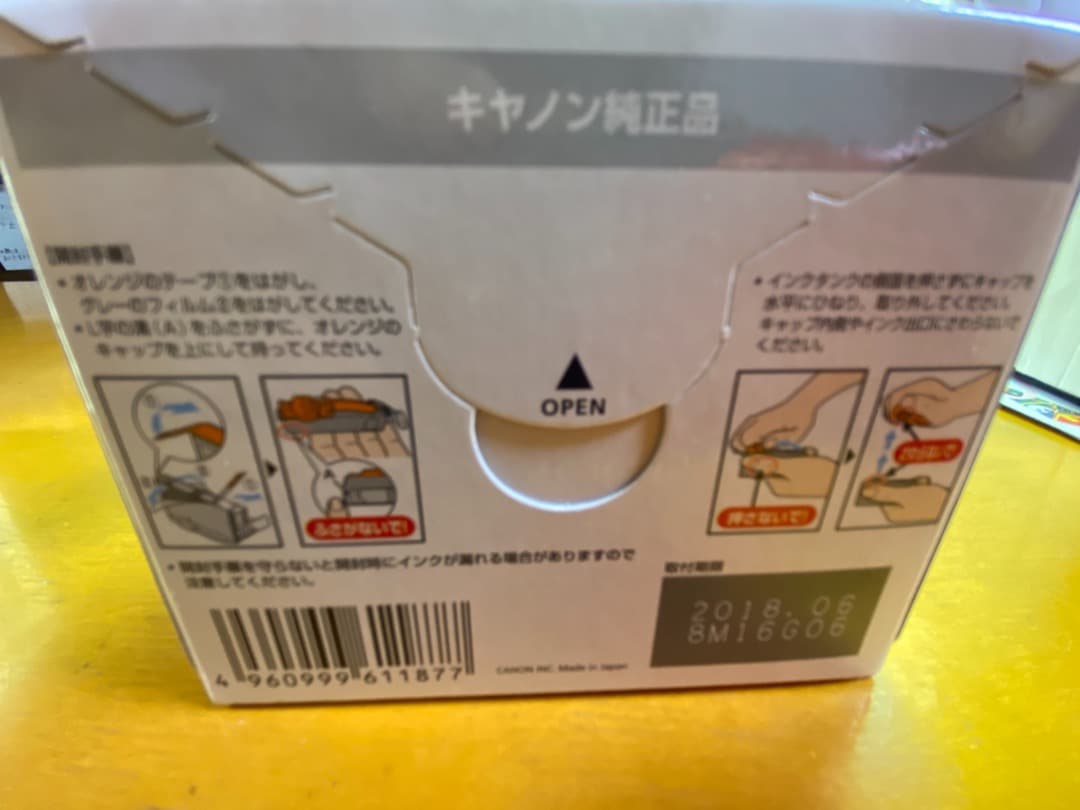 キヤノン純正品
[開封手順]
• オレンジのテープ①をはがし、
グレーのフィルム②をはがしてください。
• L字の溝(A)をふさがずに、オレンジの
キャップを上にして持ってください。
• インクタンクの側面を押さずにキャップを
水平にひねり、取り外してください。
キャップ内側やインク出口にさわらないで
ください。
▲
OPEN
ふさがないで!
押さないで!
• 開封手順を守らないと開封時にインクが漏れる場合がありますので
注意してください。
取付期限
2018.06
8M16G06
4 960999 611877
CANON INC. Made in Japan